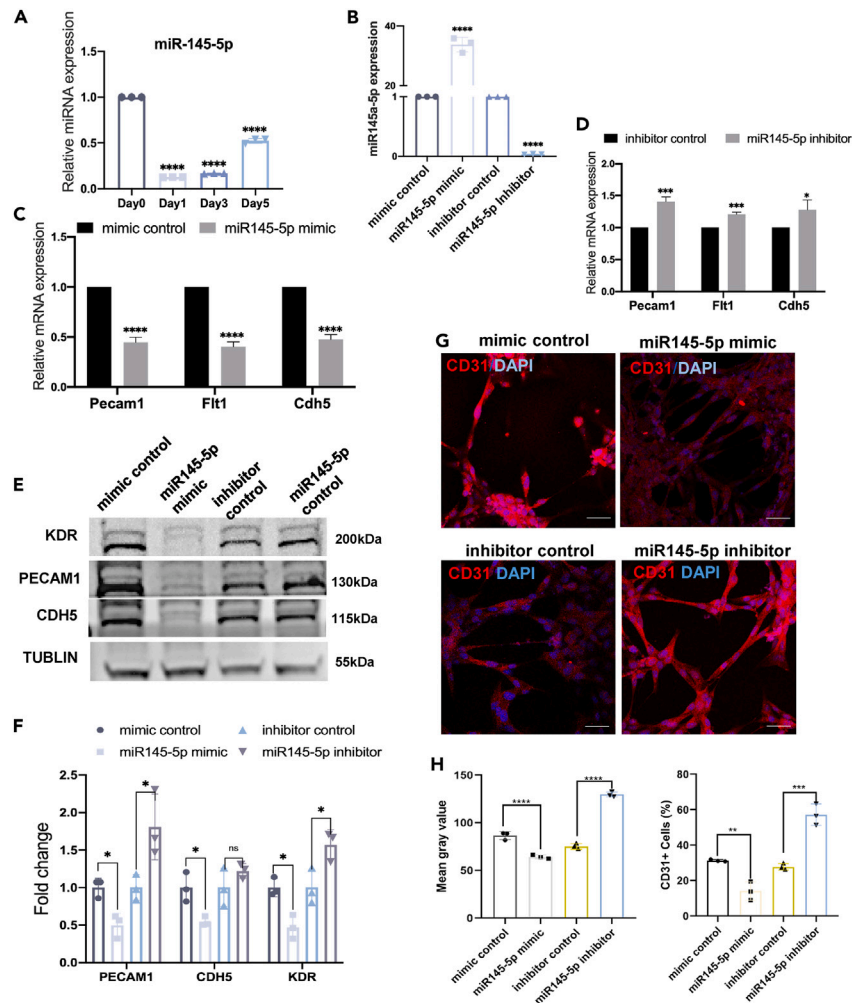 A
miR-145-5p
Relative miRNA expression
1.5
1.0
0.5
0.0
****
****
****
Day0 Day1 Day3 Day5
B
miR145a-5p expression
40
20
1
0
****
****
mimic control
miR145-5p mimic
inhibitor control
miR145-5p Inhibitor
C
mimic control miR145-5p mimic
Relative mRNA expression
1.5
1.0
0.5
0.0
****
****
****
Pecam1 Flt1 Cdh5
D
inhibitor control miR145-5p inhibitor
Relative mRNA expression
2.0
1.5
1.0
0.5
0.0
***
***
*
Pecam1 Flt1 Cdh5
E
mimic control
miR145-5p
mimic
inhibitor
control
miR145-5p
control
KDR 200kDa
PECAM1 130kDa
CDH5 115kDa
TUBLIN 55kDa
F
mimic control inhibitor control
miR145-5p mimic miR145-5p inhibitor
Fold change
2.5
2.0
1.5
1.0
0.5
0.0
*
*
*
ns
*
*
PECAM1 CDH5 KDR
G
mimic control miR145-5p mimic
CD31/DAPI CD31/DAPI
inhibitor control miR145-5p inhibitor
CD31 DAPI CD31 DAPI
H
Mean gray value
150
100
50
0
****
****
mimic control
miR145-5p mimic
inhibitor control
miR145-5p inhibitor
CD31+ Cells (%)
80
60
40
20
0
**
***
mimic control
miR145-5p mimic
inhibitor control
miR145-5p inhibitor